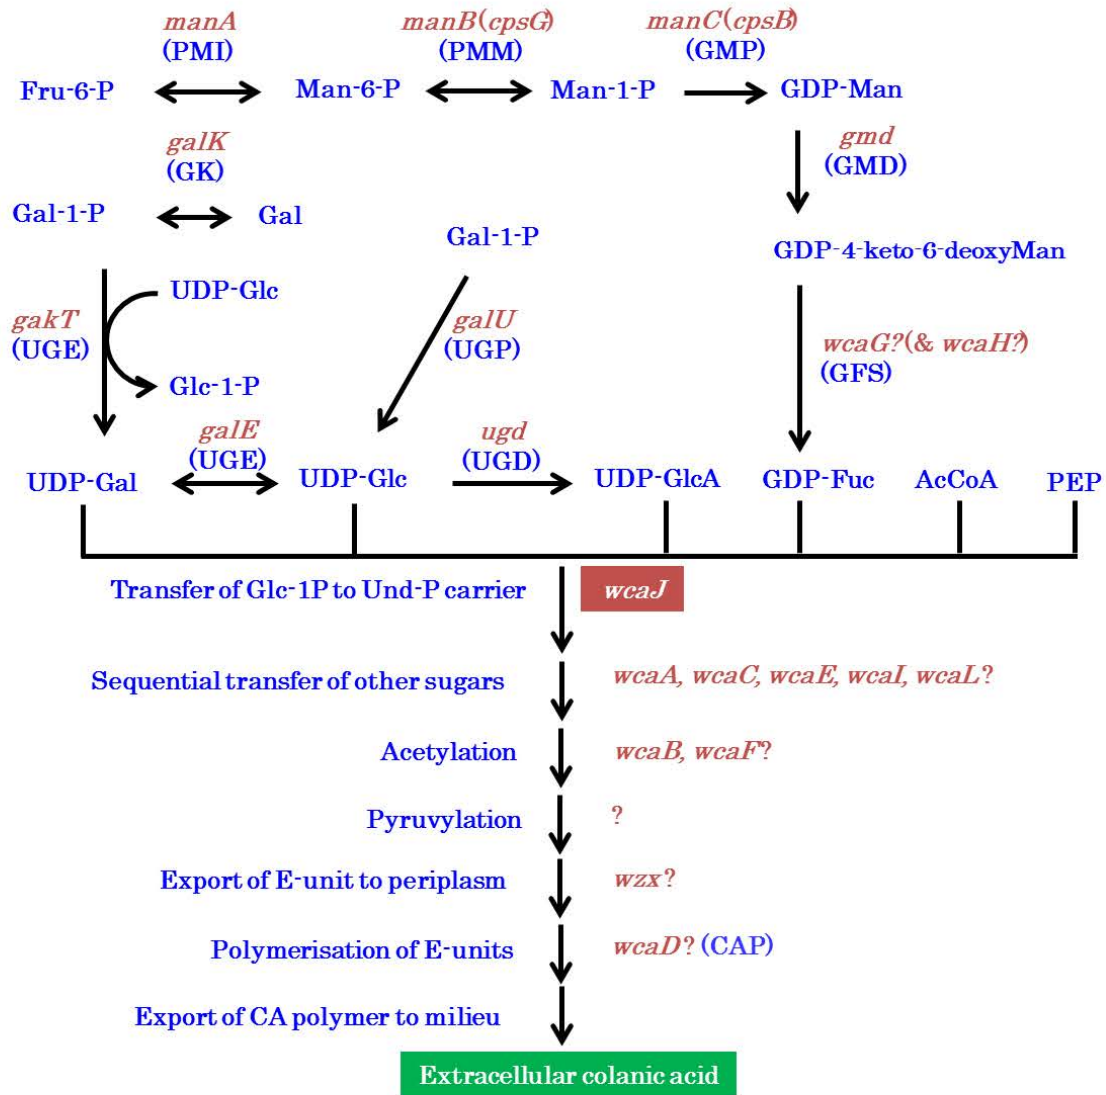 manA
(PMI)
manB(cpsG)
(PMM)
manC(cpsB)
(GMP)
Fru-6-P
Man-6-P
Man-1-P
GDP-Man
galK
(GK)
gmd
(GMD)
Gal-1-P
Gal
Gal-1-P
GDP-4-keto-6-deoxyMan
UDP-Glc
gakT
(UGE)
galU
(UGP)
wcaG?(& wcaH?)
(GFS)
Glc-1-P
galE
(UGE)
ugd
(UGD)
UDP-Gal
UDP-Glc
UDP-GlcA
GDP-Fuc
AcCoA
PEP
Transfer of Glc-1P to Und-P carrier
wcaJ
Sequential transfer of other sugars
wcaA, wcaC, wcaE, wcaI, wcaL?
Acetylation
wcaB, wcaF?
Pyruvylation
?
Export of E-unit to periplasm
wzx?
Polymerisation of E-units
wcaD? (CAP)
Export of CA polymer to milieu
Extracellular colanic acid